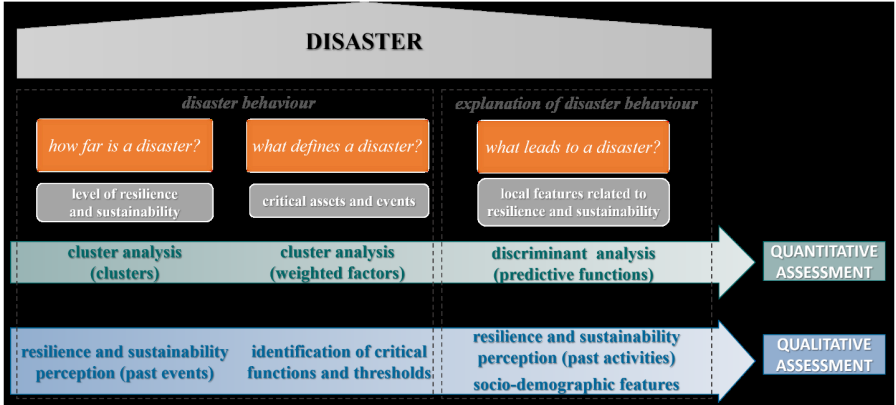 DISASTER
disaster behaviour
explanation of disaster behaviour
how far is a disaster?
what defines a disaster?
what leads to a disaster?
level of resilience
and sustainability
critical assets and events
local features related to
resilience and sustainability
cluster analysis
(clusters)
cluster analysis
(weighted factors)
discriminant analysis
(predictive functions)
QUANTITATIVE
ASSESSMENT
resilience and sustainability
perception (past events)
identification of critical
functions and thresholds
resilience and sustainability
perception (past activities)
socio-demographic features
QUALITATIVE
ASSESSMENT